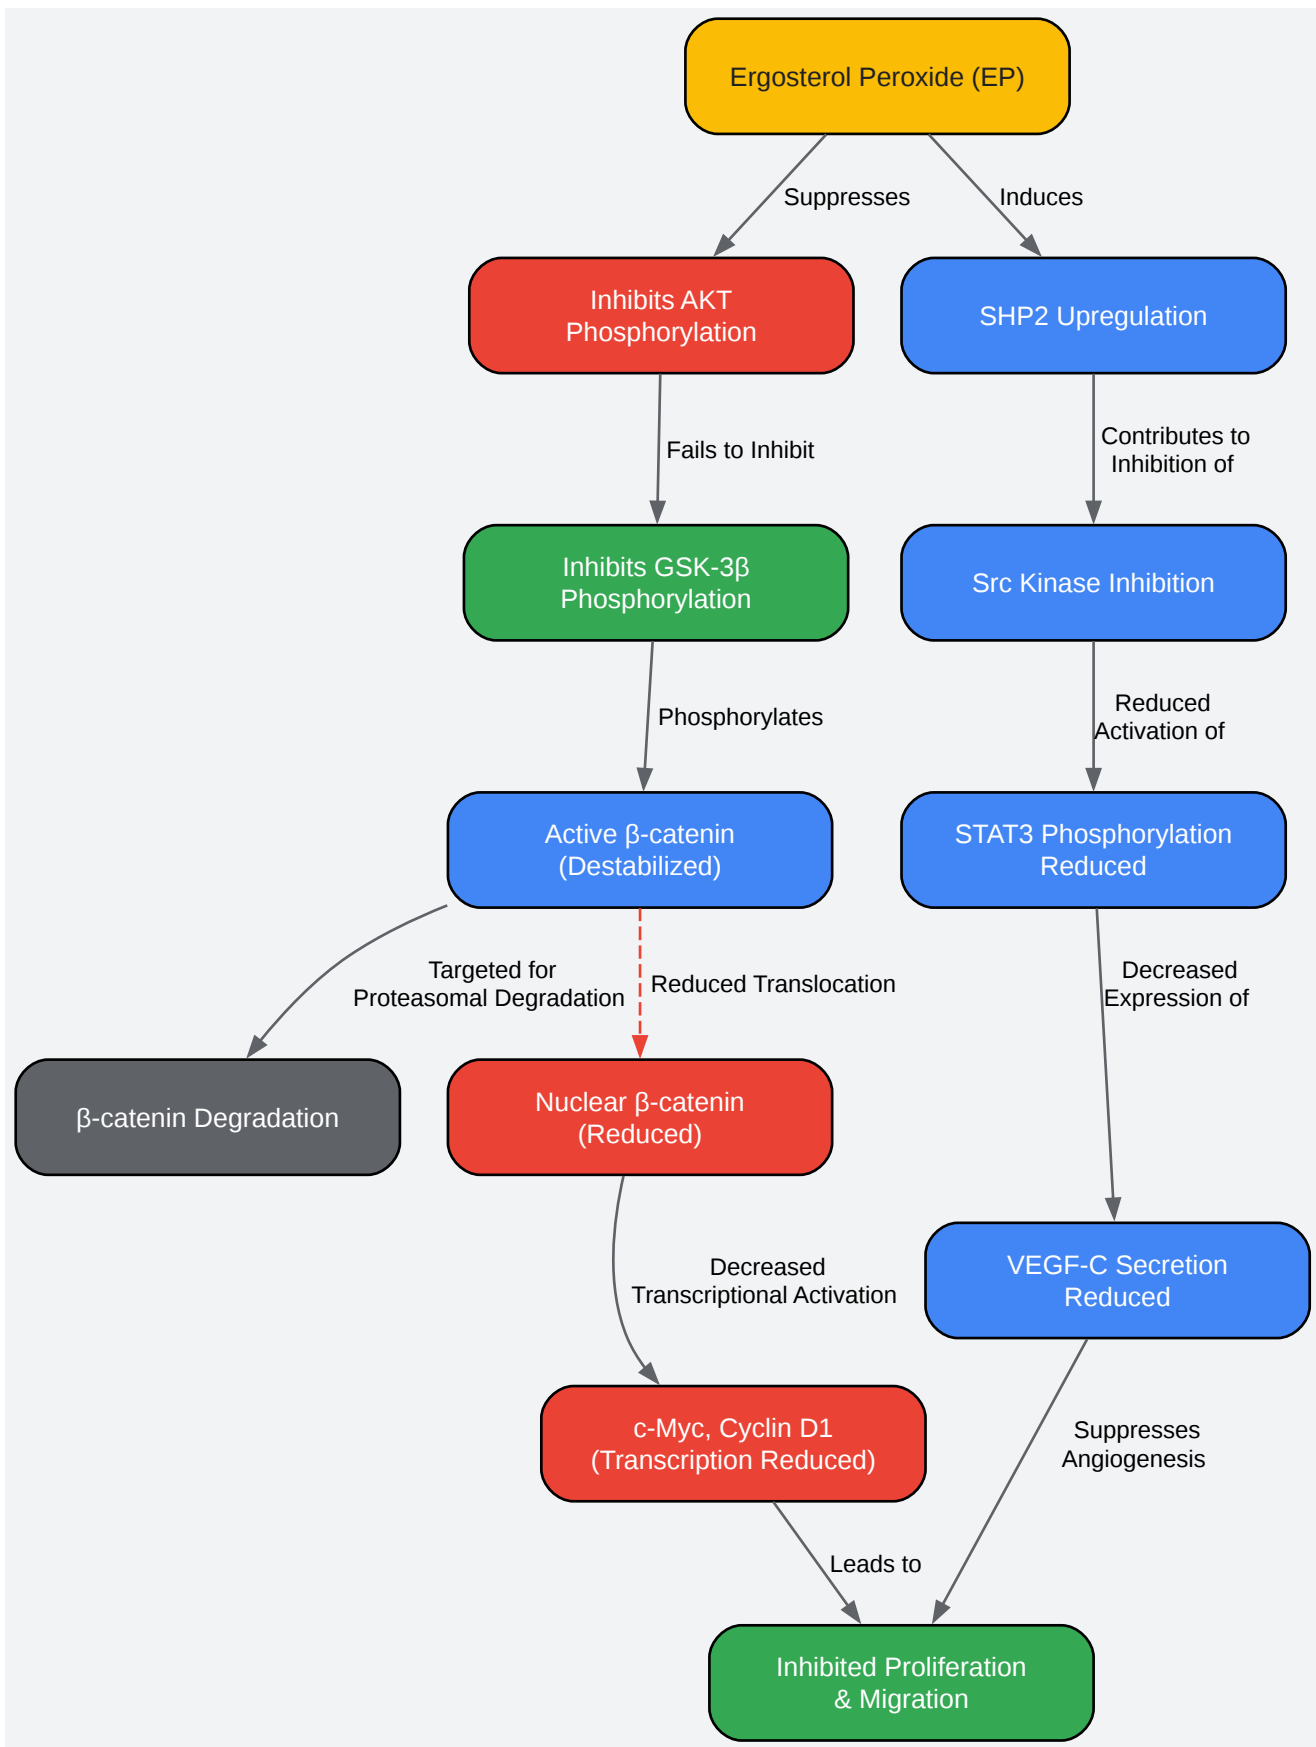 Ergosterol Peroxide (EP)
Suppresses
Induces
Inhibits AKT
Phosphorylation
SHP2 Upregulation
Fails to Inhibit
Contributes to
Inhibition of
Inhibits GSK-3β
Phosphorylation
Src Kinase Inhibition
Phosphorylates
Reduced
Activation of
Active β-catenin
(Destabilized)
STAT3 Phosphorylation
Reduced
Targeted for
Proteasomal Degradation
Reduced Translocation
Decreased
Expression of
β-catenin Degradation
Nuclear β-catenin
(Reduced)
Decreased
Transcriptional Activation
VEGF-C Secretion
Reduced
c-Myc, Cyclin D1
(Transcription Reduced)
Suppresses
Angiogenesis
Leads to
Inhibited Proliferation
& Migration